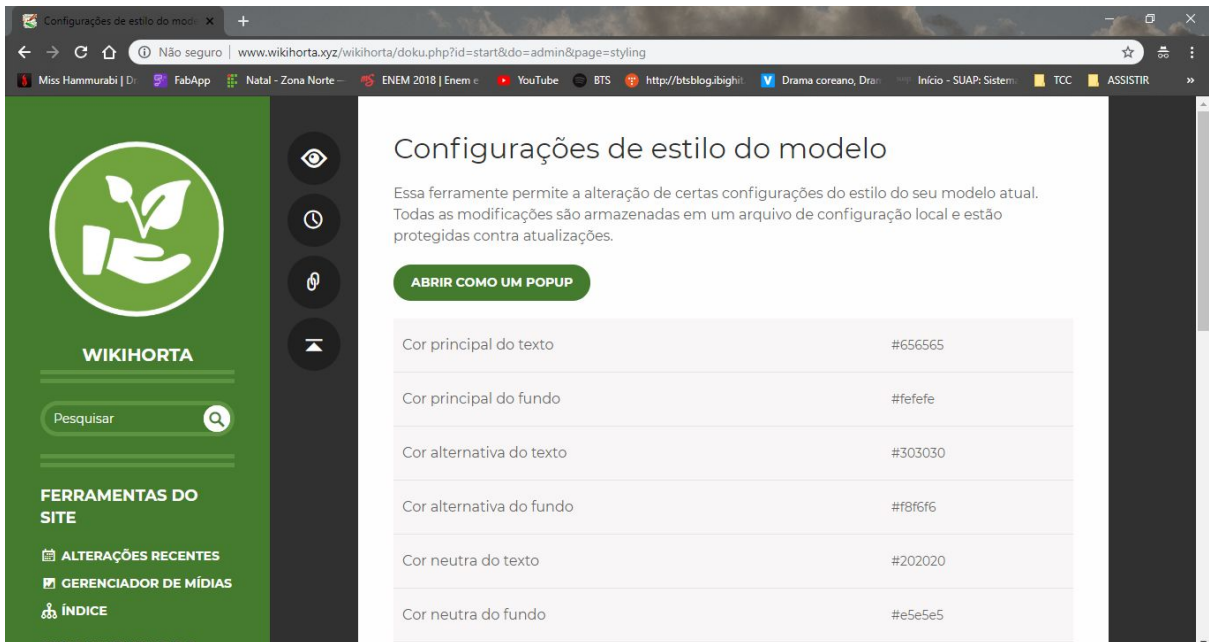 Configurações de estilo do mode
Não seguro | www.wikihorta.xyz/wikihorta/doku.php?id=start&do=admin&page=styling
Miss Hammurabi | Dr FabApp Natal - Zona Norte — ENEM 2018 | Enem e YouTube BTS http://btsblog.ibighit. Drama coreano, Dran Início - SUAP: Sistema TCC ASSISTIR »
WIKIHORTA
Pesquisar
FERRAMENTAS DO
SITE
ALTERAÇÕES RECENTES
GERENCIADOR DE MÍDIAS
ÍNDICE
Configurações de estilo do modelo
Essa ferramente permite a alteração de certas configurações do estilo do seu modelo atual.
Todas as modificações são armazenadas em um arquivo de configuração local e estão
protegidas contra atualizações.
ABRIR COMO UM POPUP
Cor principal do texto #656565
Cor principal do fundo #fefefe
Cor alternativa do texto #303030
Cor alternativa do fundo #f8f6f6
Cor neutra do texto #202020
Cor neutra do fundo #e5e5e5